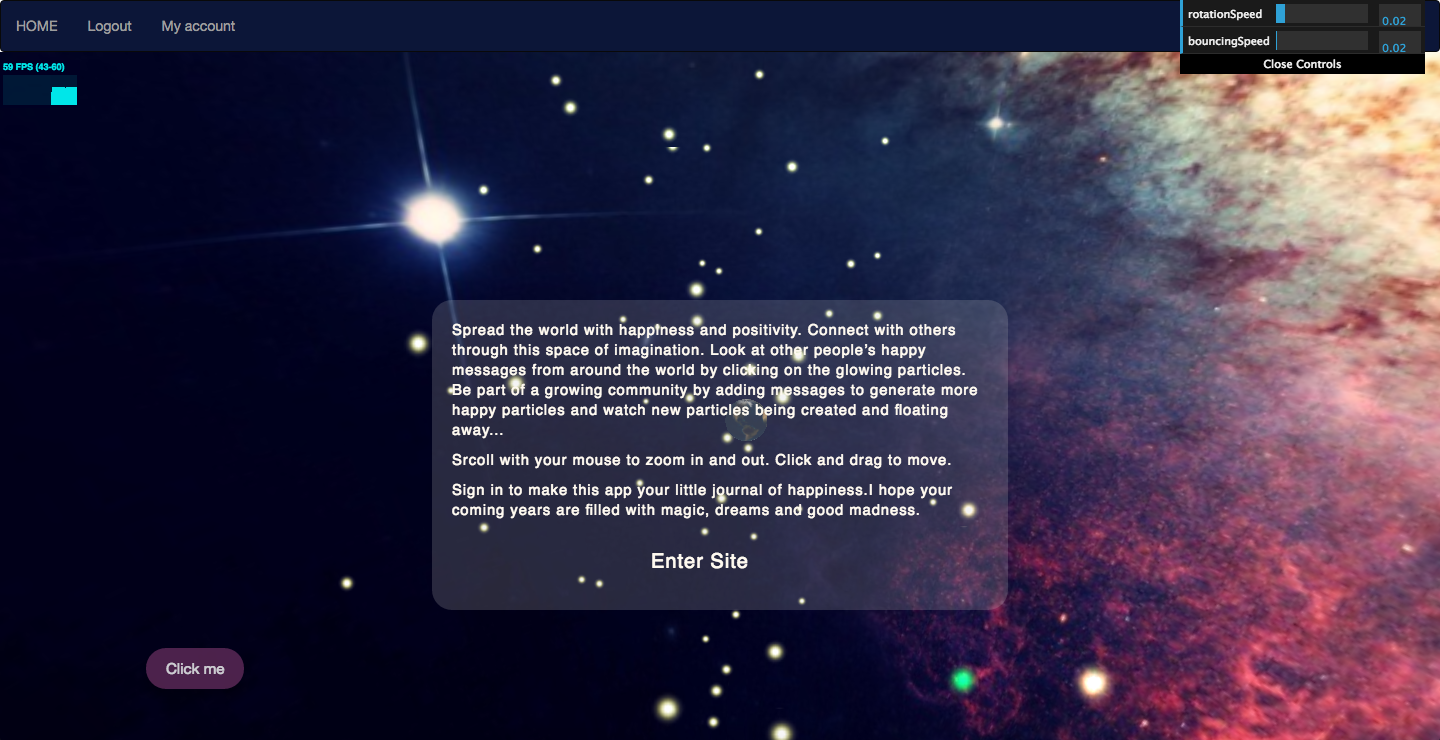 HOME Logout My account
rotationSpeed 0.02
bouncingSpeed 0.02
Close Controls
59 FPS (43-60)
Spread the world with happiness and positivity. Connect with others
through this space of imagination. Look at other people's happy
messages from around the world by clicking on the glowing particles.
Be part of a growing community by adding messages to generate more
happy particles and watch new particles being created and floating
away...
Srcoll with your mouse to zoom in and out. Click and drag to move.
Sign in to make this app your little journal of happiness.I hope your
coming years are filled with magic, dreams and good madness.
Enter Site
Click me